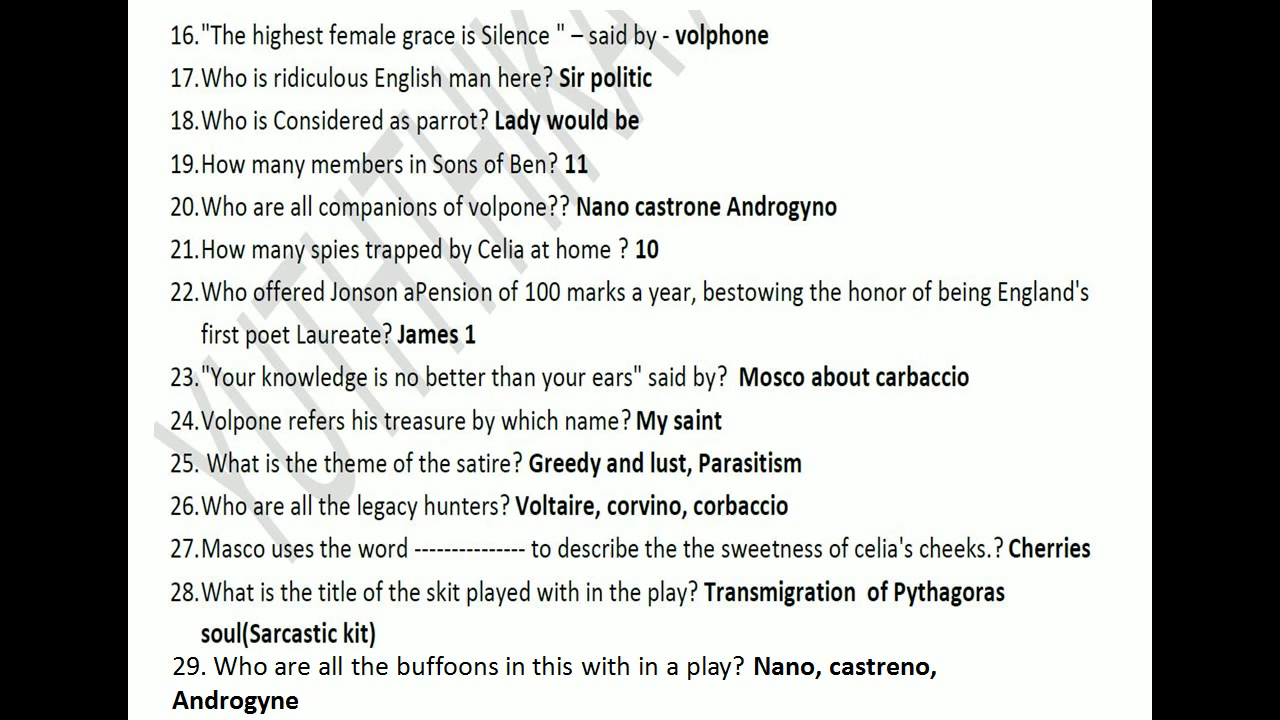 16."The highest female grace is Silence " – said by - volphone
17.Who is ridiculous English man here? Sir politic
18.Who is Considered as parrot? Lady would be
19.How many members in Sons of Ben? 11
20.Who are all companions of volpone?? Nano castrone Androgyno
21.How many spies trapped by Celia at home ? 10
22.Who offered Jonson aPension of 100 marks a year, bestowing the honor of being England's
first poet Laureate? James 1
23."Your knowledge is no better than your ears" said by?  Mosco about carbaccio
24.Volpone refers his treasure by which name? My saint
25. What is the theme of the satire? Greedy and lust, Parasitism
26.Who are all the legacy hunters? Voltaire, corvino, corbaccio
27.Masco uses the word --------------- to describe the the sweetness of celia's cheeks.? Cherries
28.What is the title of the skit played with in the play? Transmigration  of Pythagoras
soul(Sarcastic kit)
29. Who are all the buffoons in this with in a play? Nano, castreno,
Androgyne